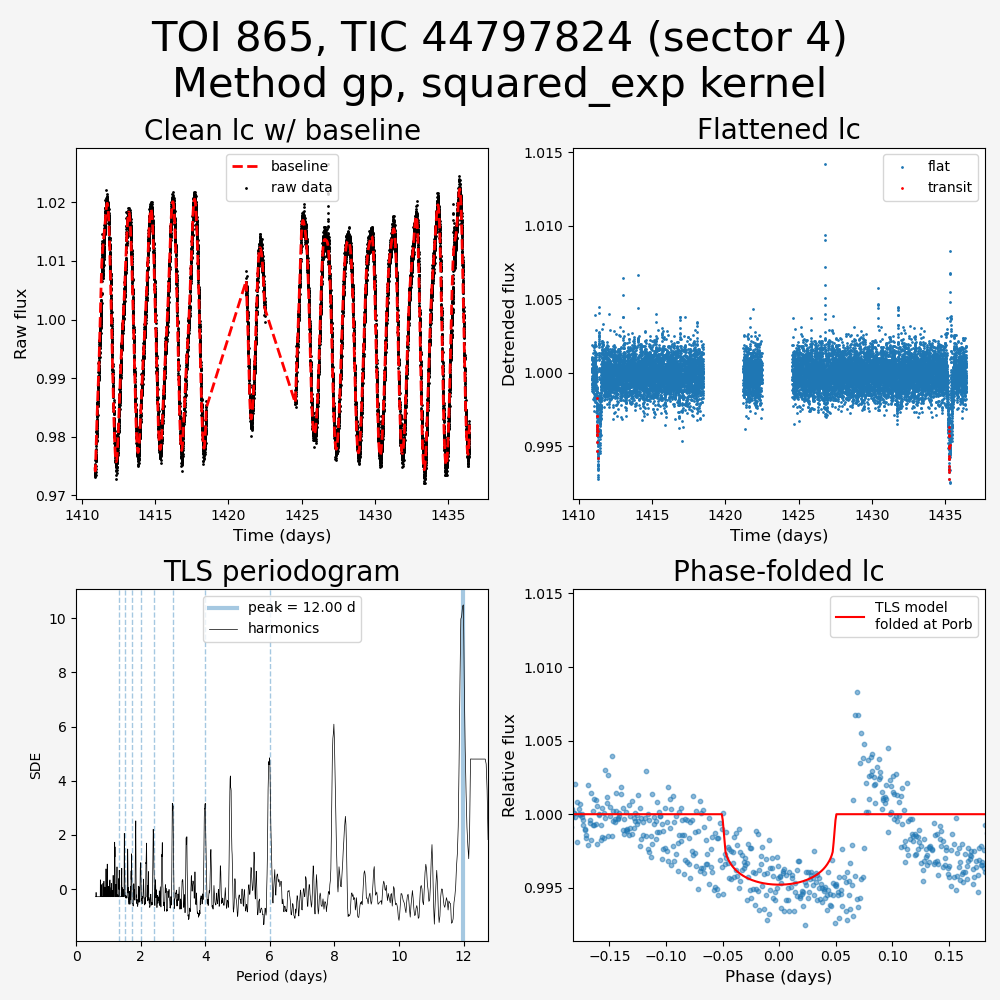 TOI 865, TIC 44797824 (sector 4)
Method gp, squared_exp kernel
Clean lc w/ baseline
baseline
raw data
Raw flux
1.02
1.01
1.00
0.99
0.98
0.97
1410
1415
1420
1425
1430
1435
Time (days)
Flattened lc
flat
transit
Detrended flux
1.015
1.010
1.005
1.000
0.995
1410
1415
1420
1425
1430
1435
Time (days)
TLS periodogram
peak = 12.00 d
harmonics
SDE
10
8
6
4
2
0
0
2
4
6
8
10
12
Period (days)
Phase-folded lc
TLS model
folded at Porb
Relative flux
1.015
1.010
1.005
1.000
0.995
−0.15
−0.10
−0.05
0.00
0.05
0.10
0.15
Phase (days)